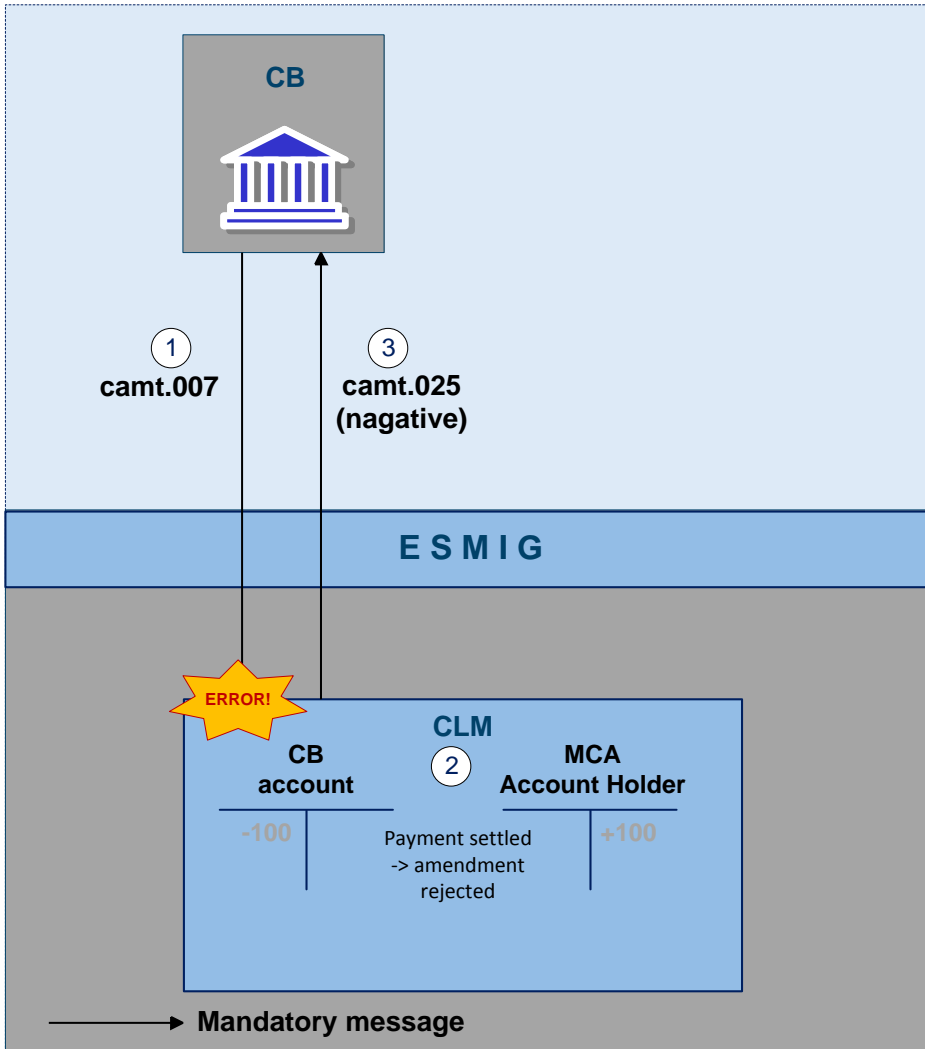 CB
1
camt.007
3
camt.025
(nagative)
E S M I G
ERROR!
CLM
2
CB
account
MCA
Account Holder
-100
+100
Payment settled
-> amendment
rejected
Mandatory message